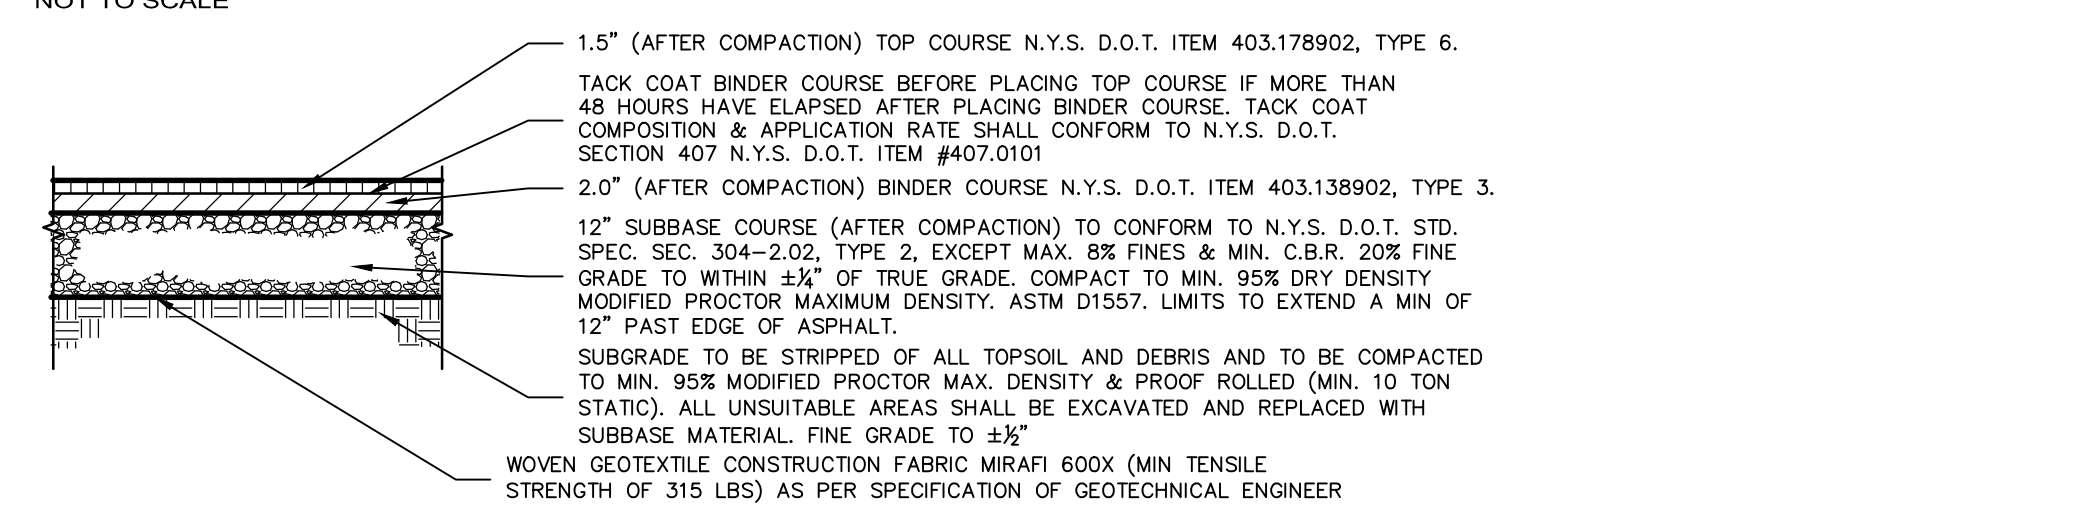 NOT TO SCALE
1.5" (AFTER COMPACTION) TOP COURSE N.Y.S. D.O.T. ITEM 403.178902, TYPE 6.
TACK COAT BINDER COURSE BEFORE PLACING TOP COURSE IF MORE THAN
48 HOURS HAVE ELAPSED AFTER PLACING BINDER COURSE. TACK COAT
COMPOSITION & APPLICATION RATE SHALL CONFORM TO N.Y.S. D.O.T.
SECTION 407 N.Y.S. D.O.T. ITEM #407.0101
2.0" (AFTER COMPACTION) BINDER COURSE N.Y.S. D.O.T. ITEM 403.138902, TYPE 3.
12" SUBBASE COURSE (AFTER COMPACTION) TO CONFORM TO N.Y.S. D.O.T. STD.
SPEC. SEC. 304-2.02, TYPE 2, EXCEPT MAX. 8% FINES & MIN. C.B.R. 20% FINE
GRADE TO WITHIN ±¼" OF TRUE GRADE. COMPACT TO MIN. 95% DRY DENSITY
MODIFIED PROCTOR MAXIMUM DENSITY. ASTM D1557. LIMITS TO EXTEND A MIN OF
12" PAST EDGE OF ASPHALT.
SUBGRADE TO BE STRIPPED OF ALL TOPSOIL AND DEBRIS AND TO BE COMPACTED
TO MIN. 95% MODIFIED PROCTOR MAX. DENSITY & PROOF ROLLED (MIN. 10 TON
STATIC). ALL UNSUITABLE AREAS SHALL BE EXCAVATED AND REPLACED WITH
SUBBASE MATERIAL. FINE GRADE TO ±½"
WOVEN GEOTEXTILE CONSTRUCTION FABRIC MIRAFI 600X (MIN TENSILE
STRENGTH OF 315 LBS) AS PER SPECIFICATION OF GEOTECHNICAL ENGINEER